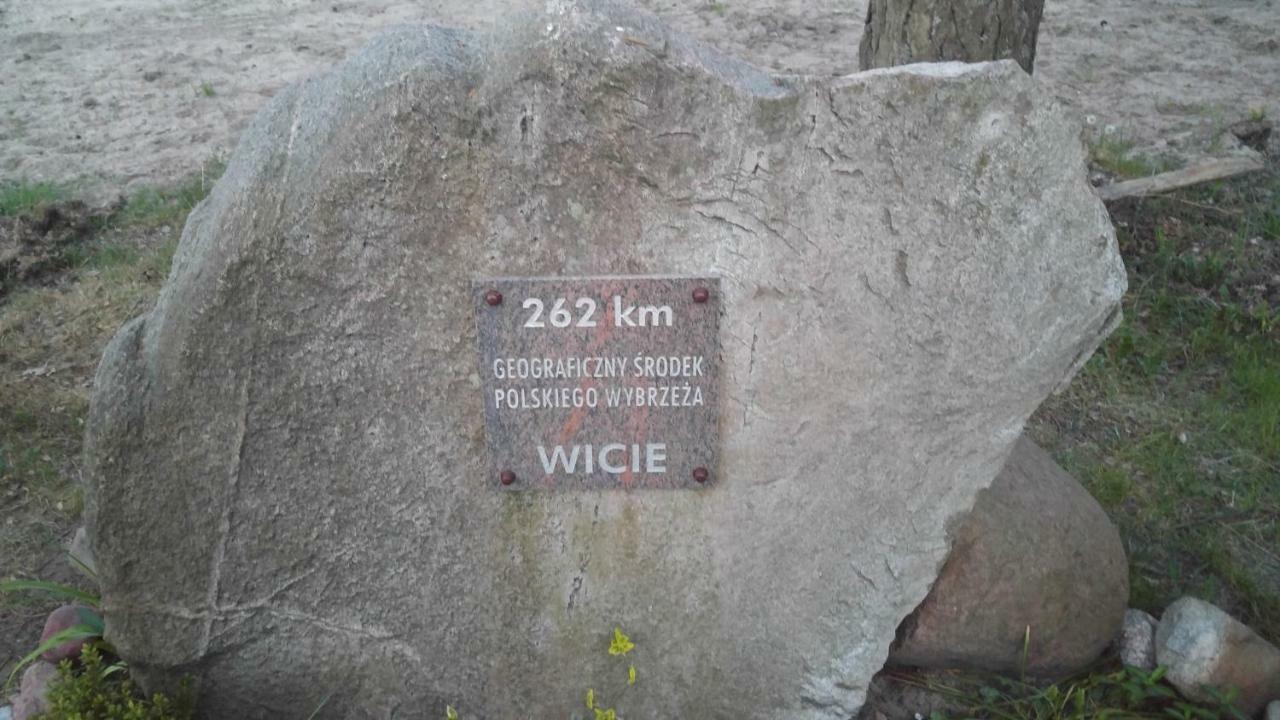 262 km
GEOGRAFICZNY ŚRODEK
POLSKIEGO WYBRZEŻA
WICIE